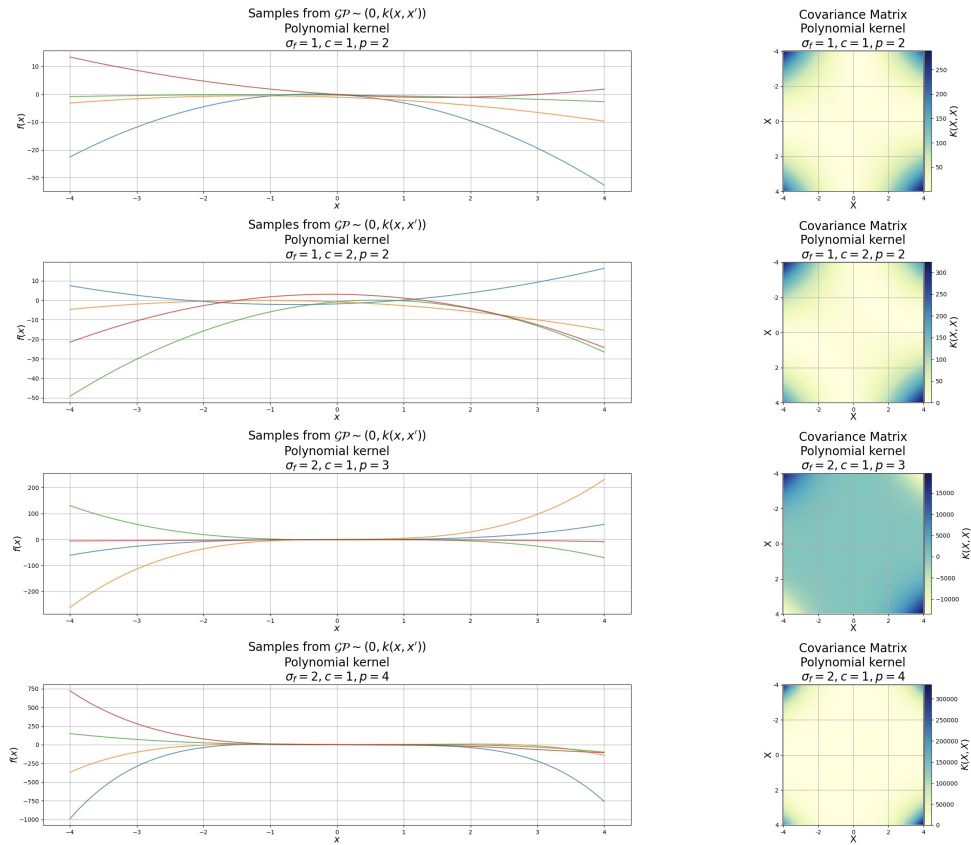 Samples from 𝒢𝒫 ∼ (0, k(x, x′))
Polynomial kernel
σf = 1, c = 1, p = 2
10
0
−10
−20
−30
f(x)
−4 −3 −2 −1 0 1 2 3 4
x
Covariance Matrix
Polynomial kernel
σf = 1, c = 1, p = 2
-4
-2
0
2
4
X
-4 -2 0 2 4
X
250
200
150
100
50
K(X, X)
Samples from 𝒢𝒫 ∼ (0, k(x, x′))
Polynomial kernel
σf = 1, c = 2, p = 2
10
0
−10
−20
−30
−40
−50
f(x)
−4 −3 −2 −1 0 1 2 3 4
x
Covariance Matrix
Polynomial kernel
σf = 1, c = 2, p = 2
-4
-2
0
2
4
X
-4 -2 0 2 4
X
300
250
200
150
100
50
0
K(X, X)
Samples from 𝒢𝒫 ∼ (0, k(x, x′))
Polynomial kernel
σf = 2, c = 1, p = 3
200
100
0
−100
−200
f(x)
−4 −3 −2 −1 0 1 2 3 4
x
Covariance Matrix
Polynomial kernel
σf = 2, c = 1, p = 3
-4
-2
0
2
4
X
-4 -2 0 2 4
X
15000
10000
5000
0
−5000
−10000
K(X, X)
Samples from 𝒢𝒫 ∼ (0, k(x, x′))
Polynomial kernel
σf = 2, c = 1, p = 4
750
500
250
0
−250
−500
−750
−1000
f(x)
−4 −3 −2 −1 0 1 2 3 4
x
Covariance Matrix
Polynomial kernel
σf = 2, c = 1, p = 4
-4
-2
0
2
4
X
-4 -2 0 2 4
X
300000
250000
200000
150000
100000
50000
0
K(X, X)